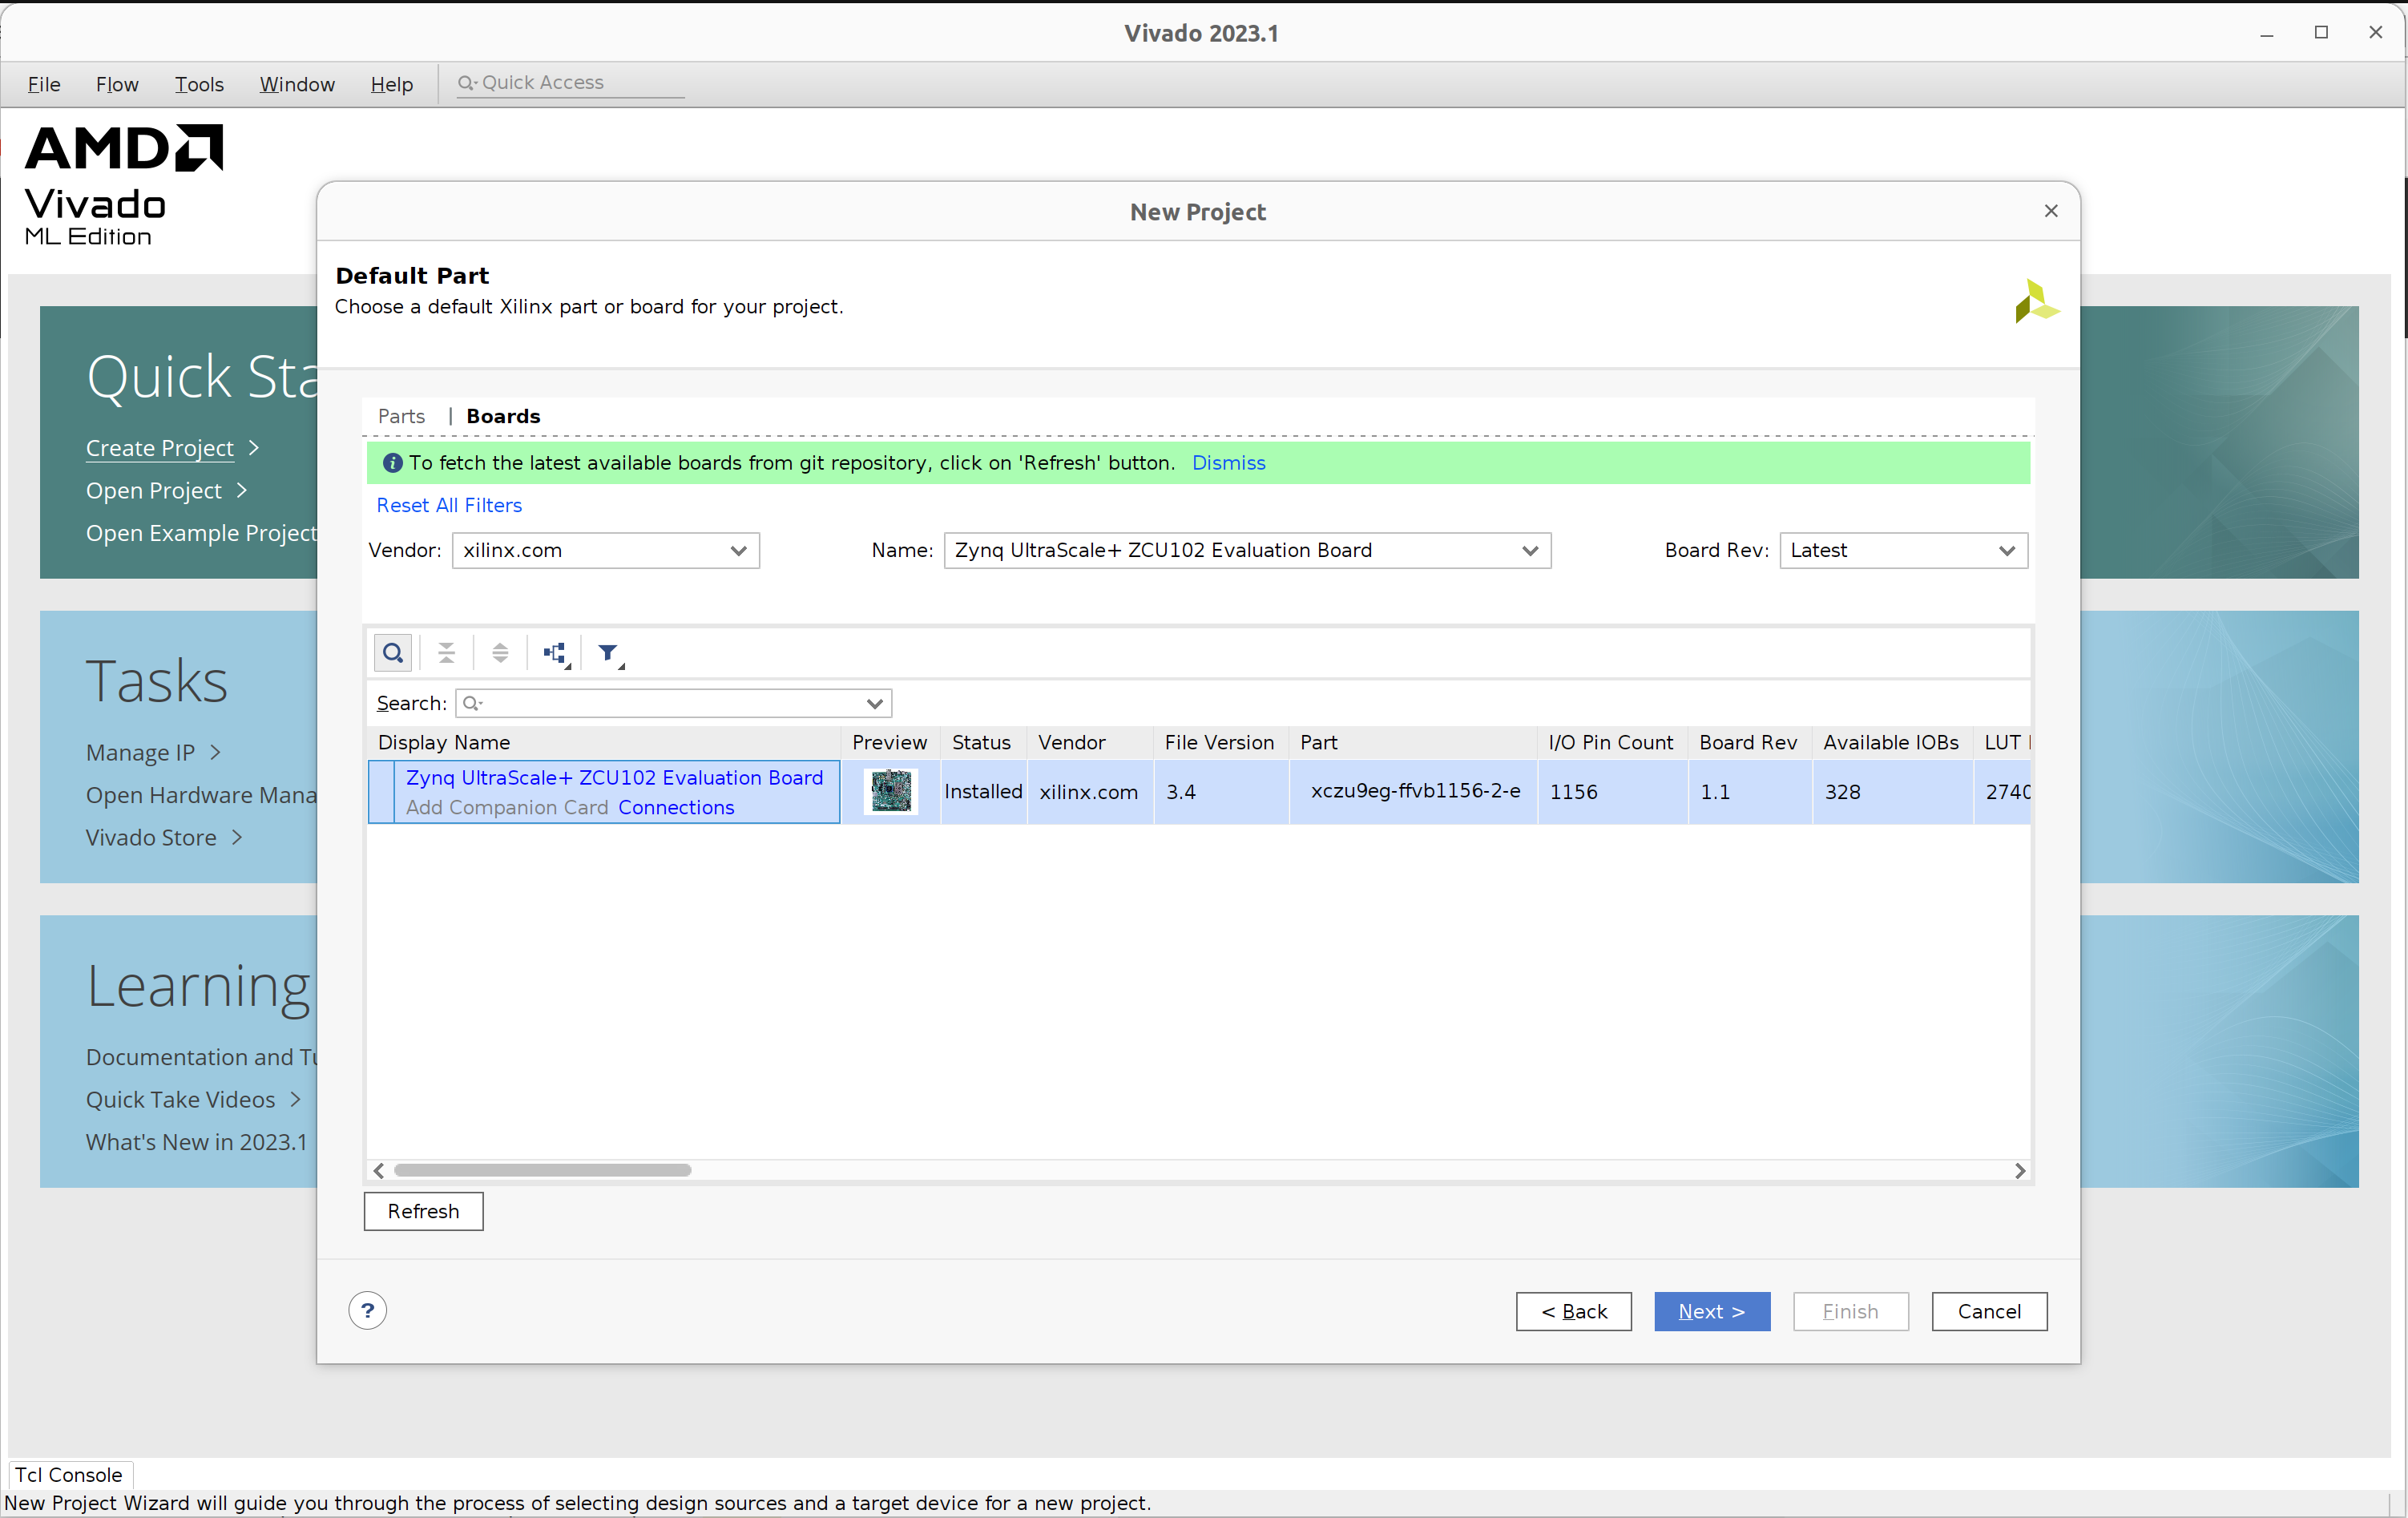 Vivado 2023.1
File Flow Tools Window Help Quick Access
AMD
Vivado
ML Edition
New Project
Default Part
Choose a default Xilinx part or board for your project.
Quick Sta
Create Project >
Open Project >
Open Example Project
Tasks
Manage IP >
Open Hardware Mana
Vivado Store >
Learning
Documentation and Tu
Quick Take Videos >
What's New in 2023.1
Parts | Boards
To fetch the latest available boards from git repository, click on 'Refresh' button. Dismiss
Reset All Filters
Vendor: xilinx.com Name: Zynq UltraScale+ ZCU102 Evaluation Board Board Rev: Latest
Search:
Display Name Preview Status Vendor File Version Part I/O Pin Count Board Rev Available IOBs LUT
Zynq UltraScale+ ZCU102 Evaluation Board Installed xilinx.com 3.4 xczu9eg-ffvb1156-2-e 1156 1.1 328 2740
Add Companion Card Connections
Refresh
? < Back Next > Finish Cancel
Tcl Console
New Project Wizard will guide you through the process of selecting design sources and a target device for a new project.